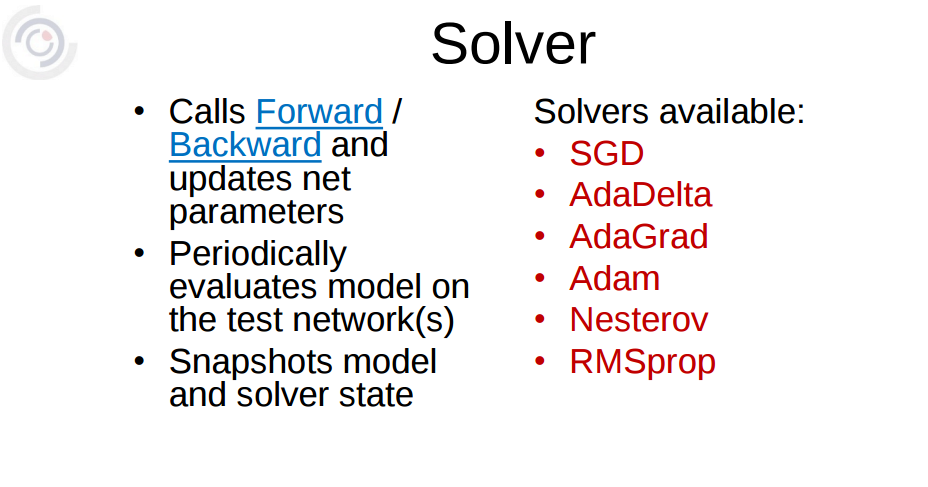 Solver
• Calls Forward /
Backward and
updates net
parameters
• Periodically
evaluates model on
the test network(s)
• Snapshots model
and solver state
Solvers available:
• SGD
• AdaDelta
• AdaGrad
• Adam
• Nesterov
• RMSprop